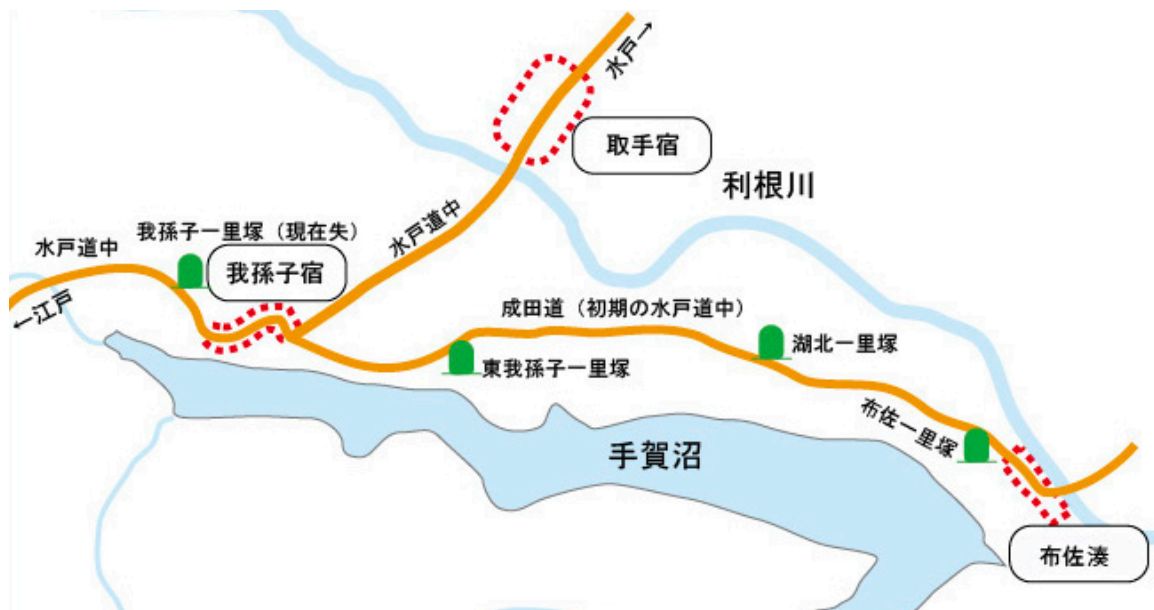 水戸→
取手宿
利根川
水戸道中
我孫子一里塚（現在失）
水戸道中
我孫子宿
←江戸
成田道（初期の水戸道中）
湖北一里塚
東我孫子一里塚
布佐一里塚
手賀沼
布佐湊